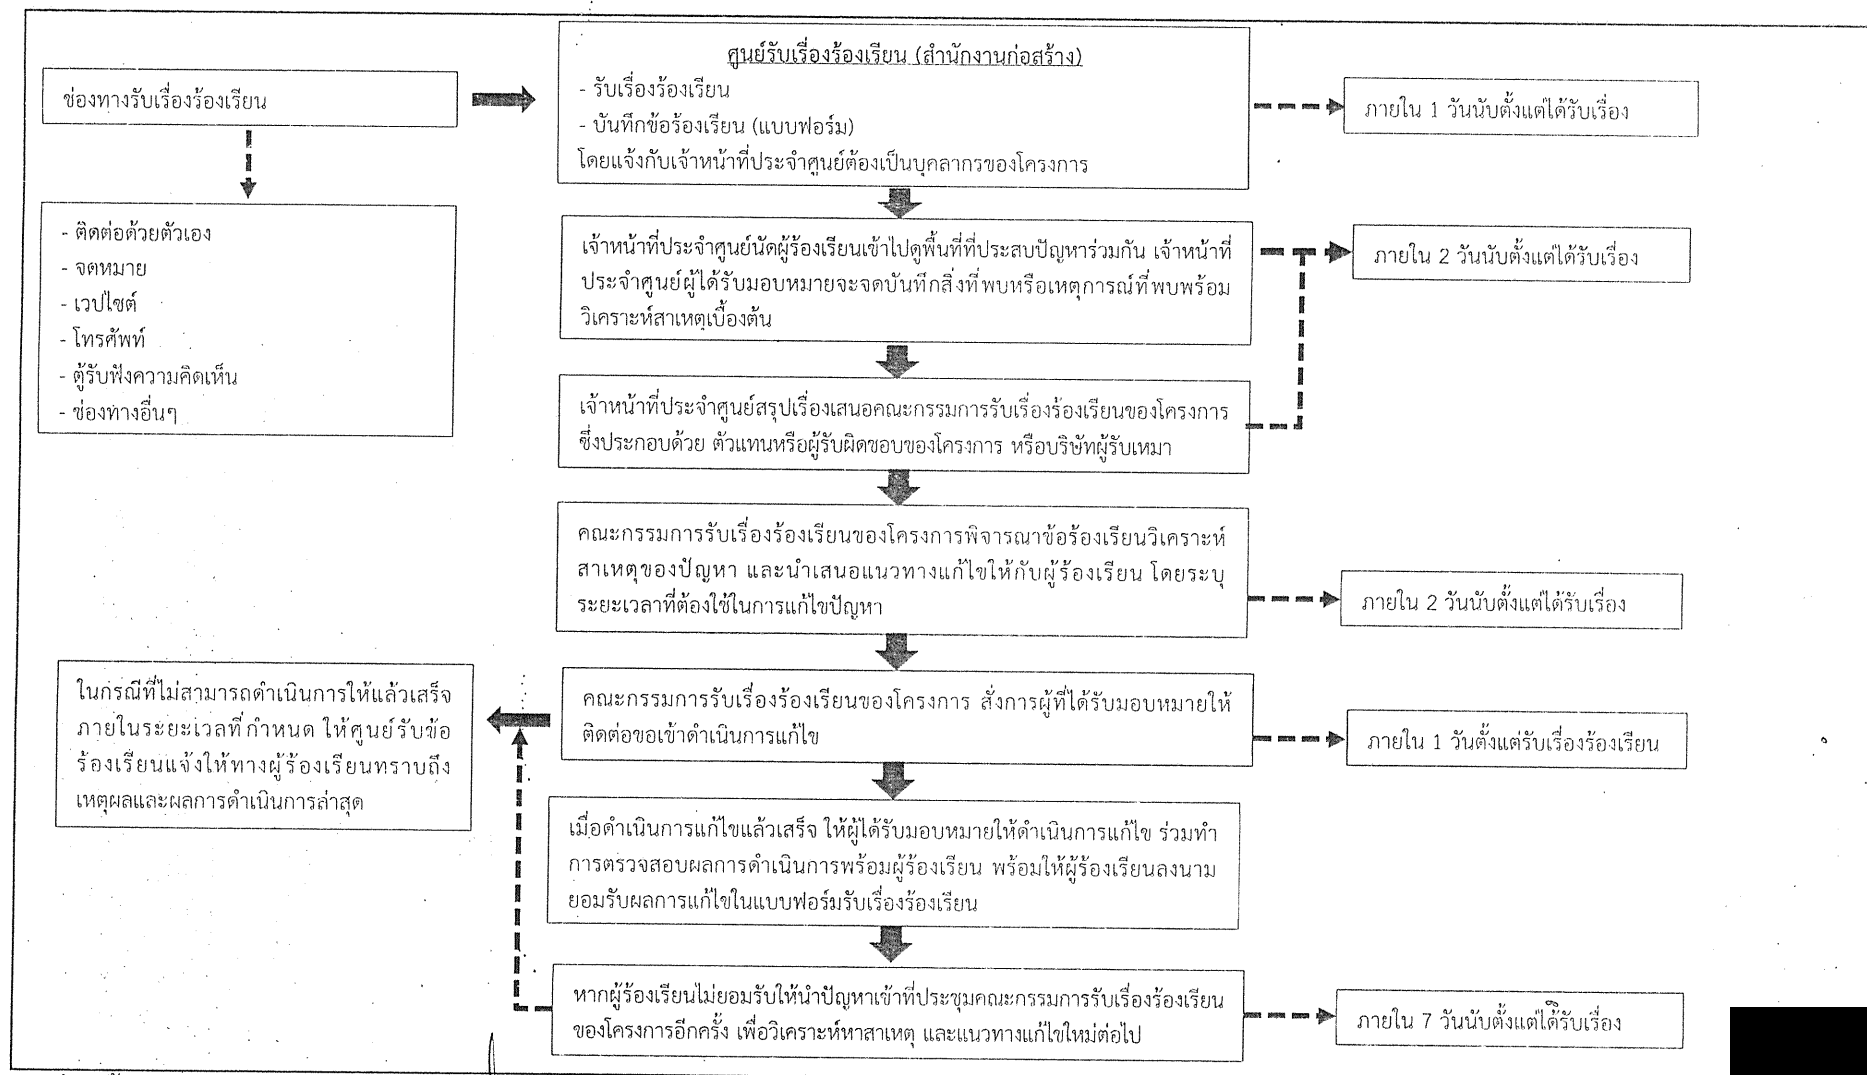 ช่องทางรับเรื่องร้องเรียน
- ติดต่อด้วยตัวเอง
- จดหมาย
- เวปไซต์
- โทรศัพท์
- ตู้รับฟังความคิดเห็น
- ช่องทางอื่นๆ
ศูนย์รับเรื่องร้องเรียน (สำนักงานก่อสร้าง)
- รับเรื่องร้องเรียน
- บันทึกข้อร้องเรียน (แบบฟอร์ม)
โดยแจ้งกับเจ้าหน้าที่ประจำศูนย์ต้องเป็นบุคลากรของโครงการ
ภายใน 1 วันนับตั้งแต่ได้รับเรื่อง
เจ้าหน้าที่ประจำศูนย์นัดผู้ร้องเรียนเข้าไปดูพื้นที่ที่ประสบปัญหาร่วมกัน เจ้าหน้าที่
ประจำศูนย์ผู้ได้รับมอบหมายจะจดบันทึกสิ่งที่พบหรือเหตุการณ์ที่พบพร้อม
วิเคราะห์สาเหตุเบื้องต้น
ภายใน 2 วันนับตั้งแต่ได้รับเรื่อง
เจ้าหน้าที่ประจำศูนย์สรุปเรื่องเสนอคณะกรรมการรับเรื่องร้องเรียนของโครงการ
ซึ่งประกอบด้วย ตัวแทนหรือผู้รับผิดชอบของโครงการ หรือบริษัทผู้รับเหมา
คณะกรรมการรับเรื่องร้องเรียนของโครงการพิจารณาข้อร้องเรียนวิเคราะห์
สาเหตุของปัญหา และนำเสนอแนวทางแก้ไขให้กับผู้ร้องเรียน โดยระบุ
ระยะเวลาที่ต้องใช้ในการแก้ไขปัญหา
ภายใน 2 วันนับตั้งแต่ได้รับเรื่อง
คณะกรรมการรับเรื่องร้องเรียนของโครงการ สั่งการผู้ที่ได้รับมอบหมายให้
ติดต่อขอเข้าดำเนินการแก้ไข
ภายใน 1 วันตั้งแต่รับเรื่องร้องเรียน
ในกรณีที่ไม่สามารถดำเนินการให้แล้วเสร็จ
ภายในระยะเวลที่กำหนด ให้ศูนย์รับข้อ
ร้องเรียนแจ้งให้ทางผู้ร้องเรียนทราบถึง
เหตุผลและผลการดำเนินการล่าสุด
เมื่อดำเนินการแก้ไขแล้วเสร็จ ให้ผู้ได้รับมอบหมายให้ดำเนินการแก้ไข ร่วมทำ
การตรวจสอบผลการดำเนินการพร้อมผู้ร้องเรียน พร้อมให้ผู้ร้องเรียนลงนาม
ยอมรับผลการแก้ไขในแบบฟอร์มรับเรื่องร้องเรียน
หากผู้ร้องเรียนไม่ยอมรับให้นำปัญหาเข้าที่ประชุมคณะกรรมการรับเรื่องร้องเรียน
ของโครงการอีกครั้ง เพื่อวิเคราะห์หาสาเหตุ และแนวทางแก้ไขใหม่ต่อไป
ภายใน 7 วันนับตั้งแต่ได้รับเรื่อง